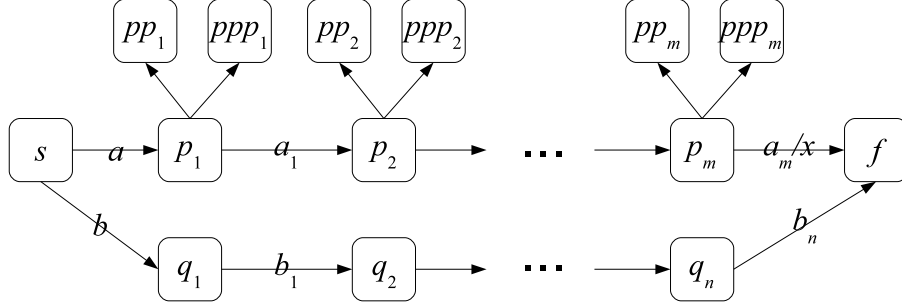 pp₁ ppp₁ pp₂ ppp₂ ppₘ pppₘ
s a p₁ a₁ p₂ ... pₘ aₘ/x f
b bₙ
q₁ b₁ q₂ ... qₙ